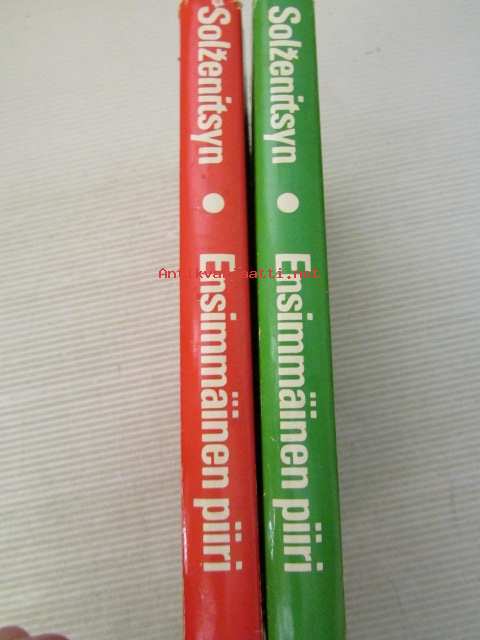 Solženitsyn • Ensimmäinen piiri
Solženitsyn • Ensimmäinen piiri
Antikvariaatti.net